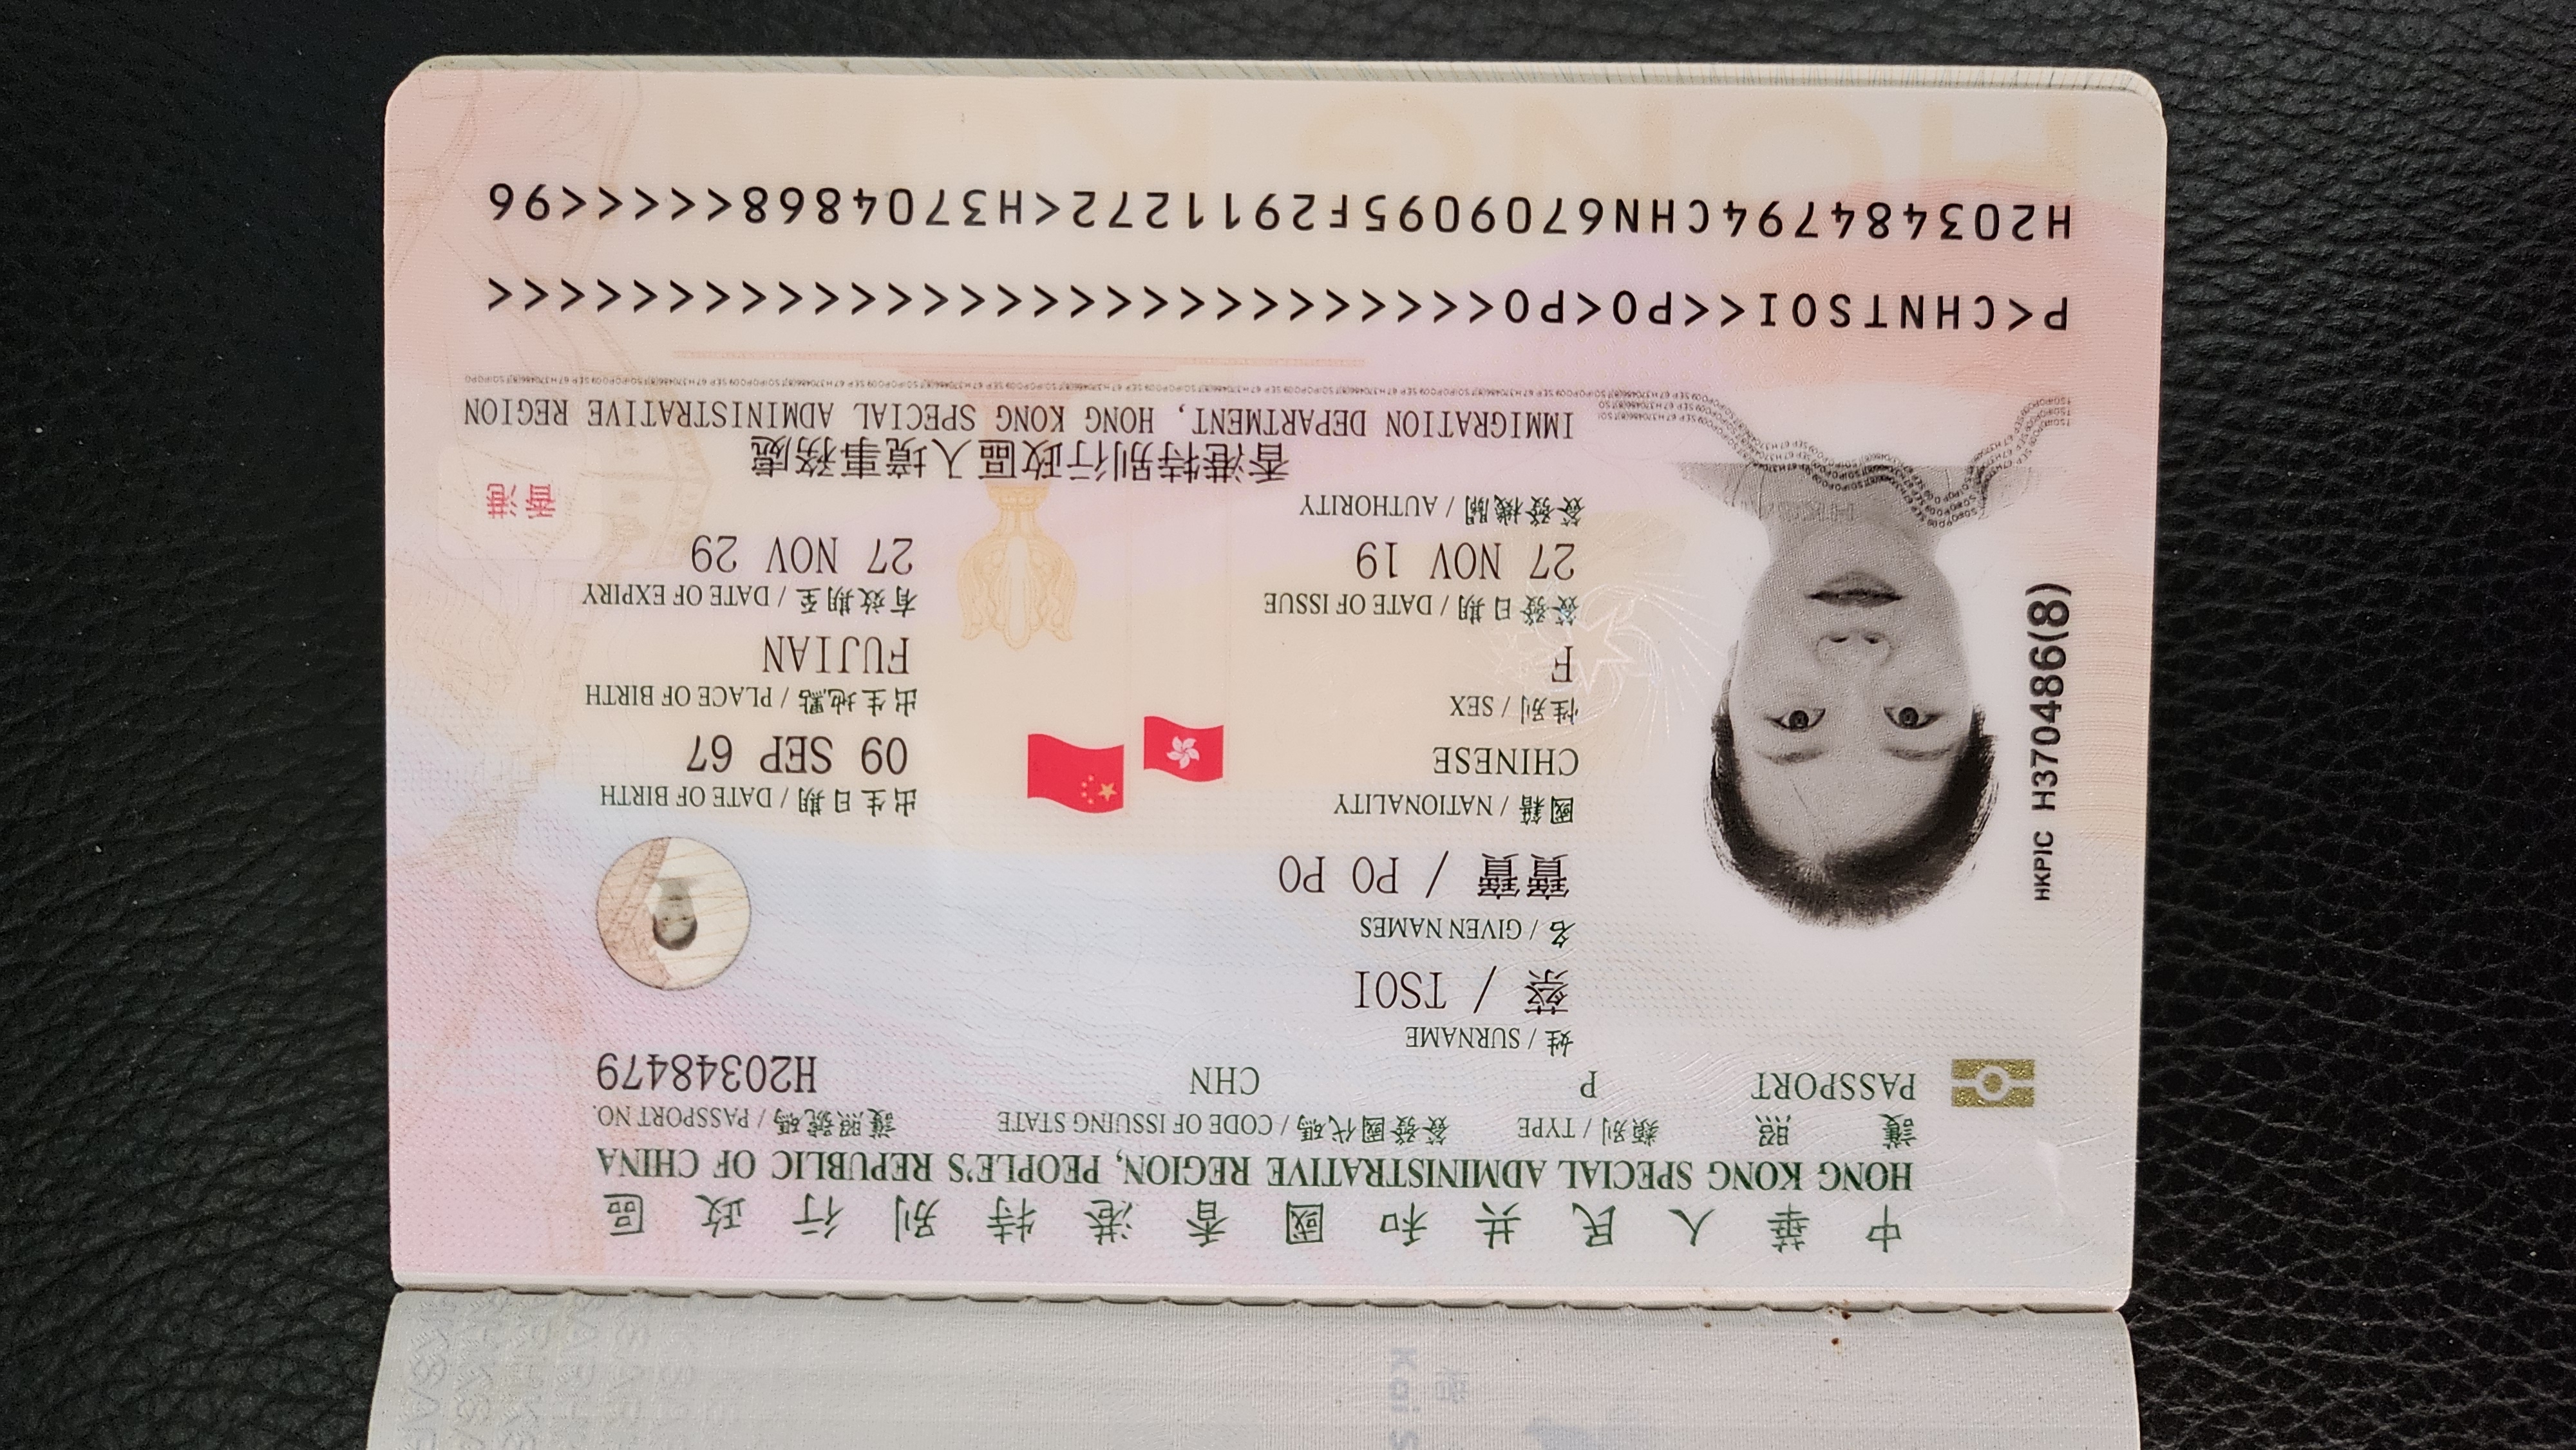 中華人民共和國香港特別行政區
HONG KONG SPECIAL ADMINISTRATIVE REGION, PEOPLE'S REPUBLIC OF CHINA
護照 類別 / TYPE 簽發國代碼 / CODE OF ISSUING STATE 護照號碼 / PASSPORT NO.
PASSPORT P CHN H20348479
姓 / SURNAME
蔡 / TSOI
名 / GIVEN NAMES
寶寶 / PO PO
國籍 / NATIONALITY 出生日期 / DATE OF BIRTH
CHINESE 09 SEP 67
性別 / SEX 出生地點 / PLACE OF BIRTH
F FUJIAN
簽發日期 / DATE OF ISSUE 有效期至 / DATE OF EXPIRY
27 NOV 19 27 NOV 29
簽發機關 / AUTHORITY
香港
香港特別行政區入境事務處
IMMIGRATION DEPARTMENT, HONG KONG SPECIAL ADMINISTRATIVE REGION
HKPIC H370486(8)
P<CHNTSOI<<PO<PO<<<<<<<<<<<<<<<<<<<<<<<<<<<<
H203484794CHN6709095F2911272<H3704868<<<<<96